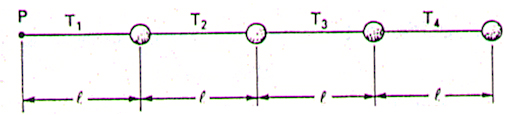 P T₁ T₂ T₃ T₄
ℓ ℓ ℓ ℓ